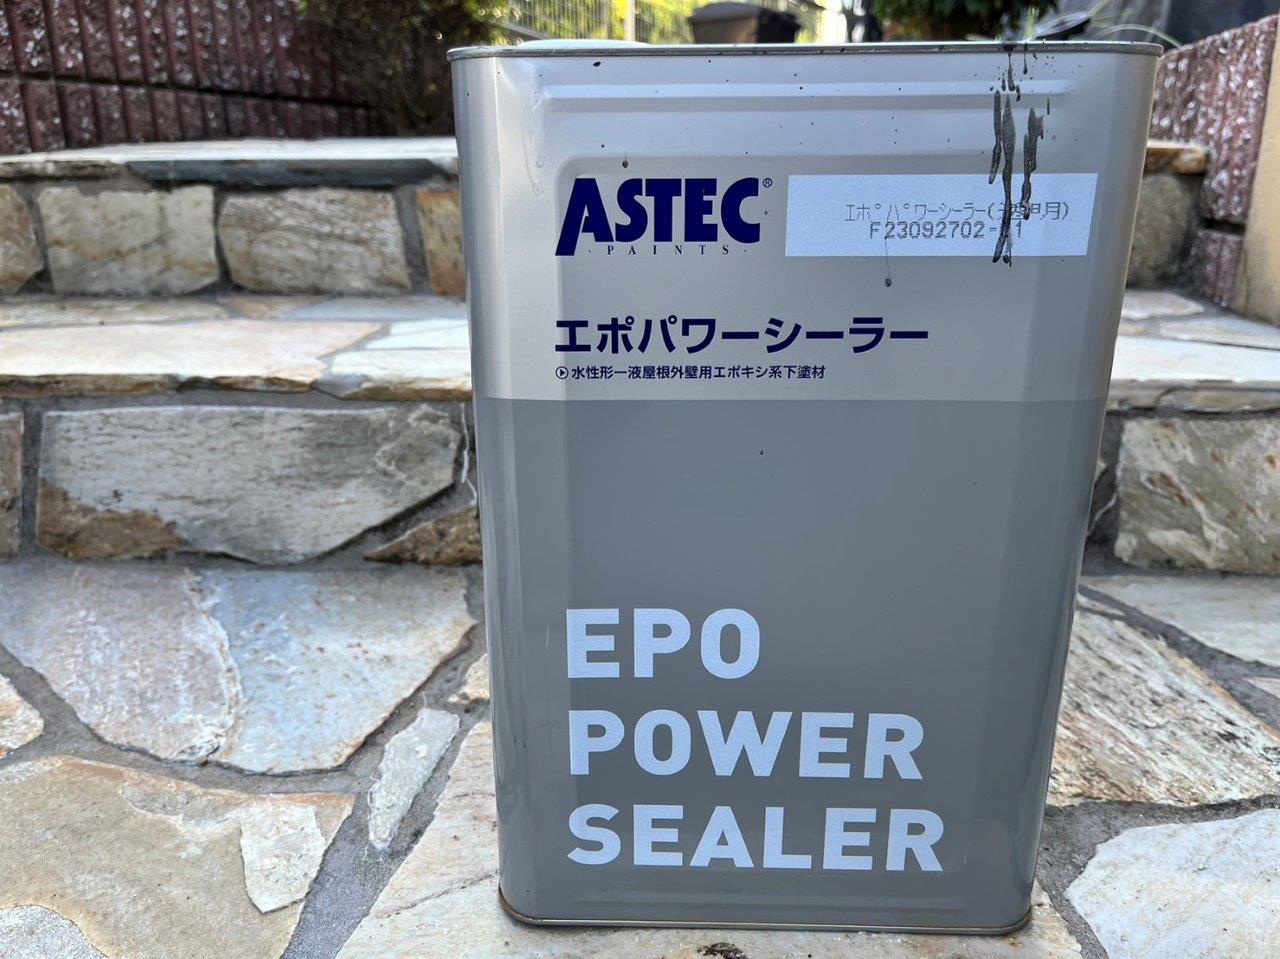 ASTEC®
PAINTS
エポパワーシーラー(
F23092702-
エポパワーシーラー
水性形一液屋根外壁用エポキシ系下塗材
EPO
POWER
SEALER